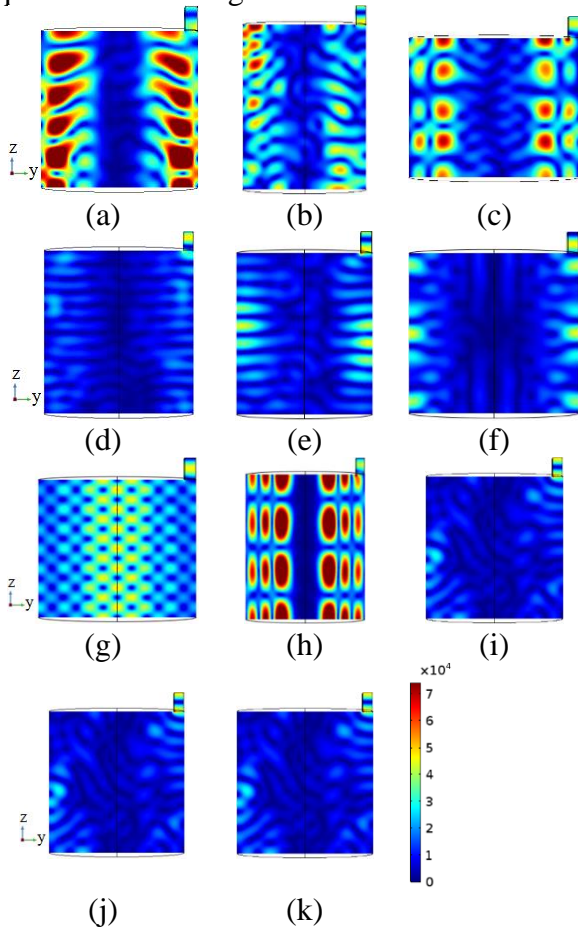 z
y
(a) (b) (c)
z
y
(d) (e) (f)
z
y
(g) (h) (i)
×10⁴
7
6
5
4
3
2
1
0
z
y
(j) (k)